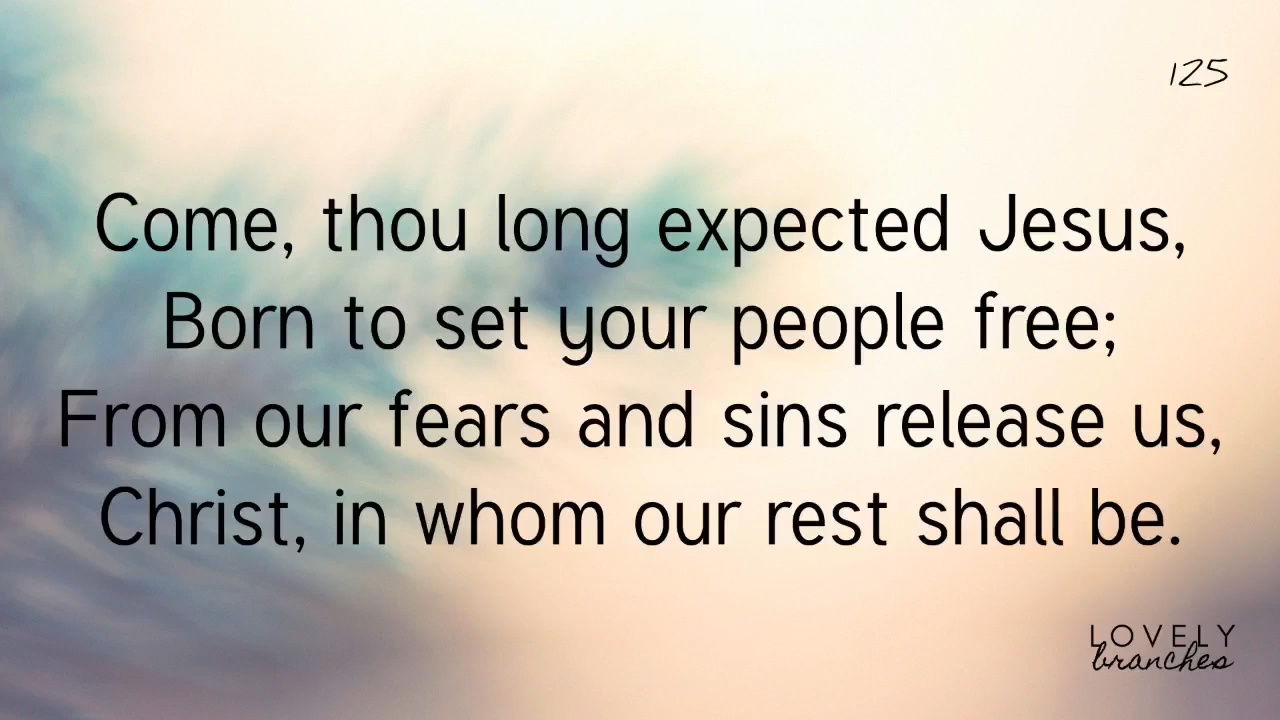 125
Come, thou long expected Jesus,
Born to set your people free;
From our fears and sins release us,
Christ, in whom our rest shall be.
LOVELY
branches